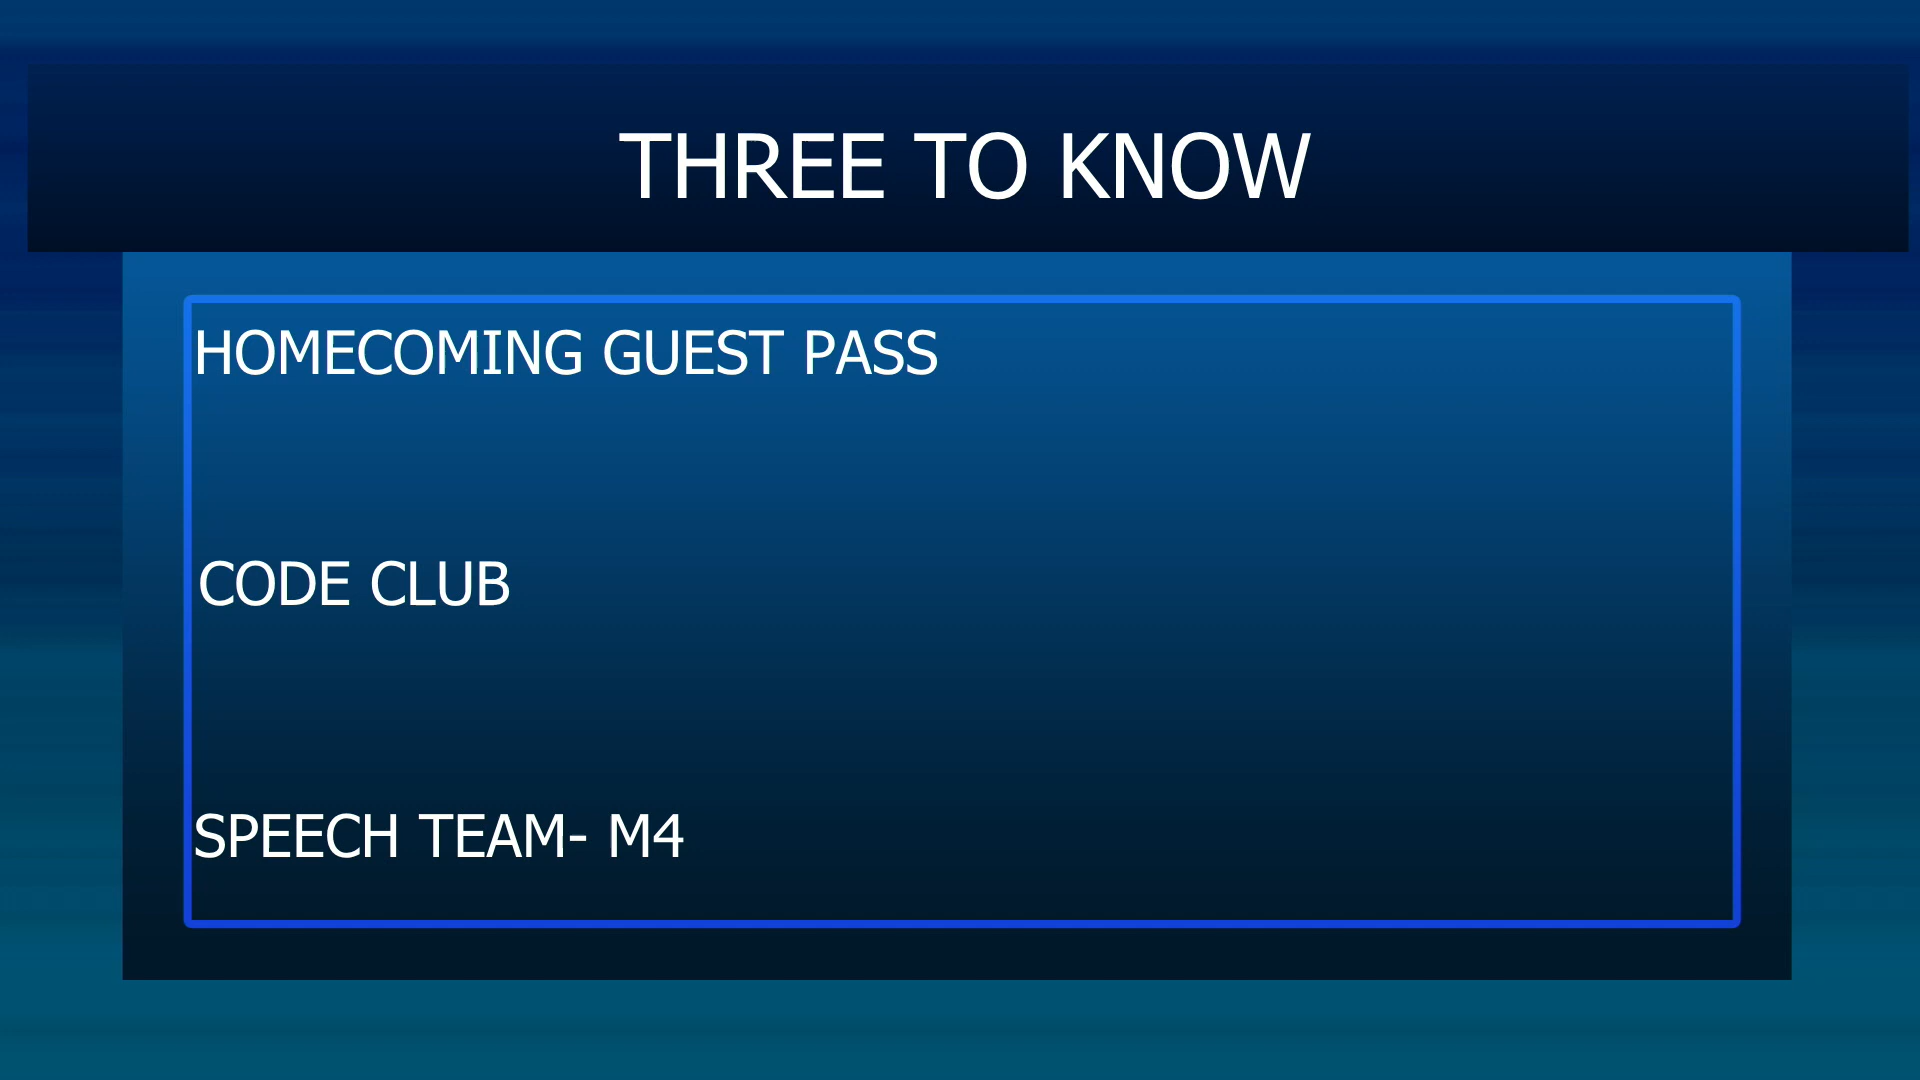 THREE TO KNOW
HOMECOMING GUEST PASS
CODE CLUB
SPEECH TEAM- M4